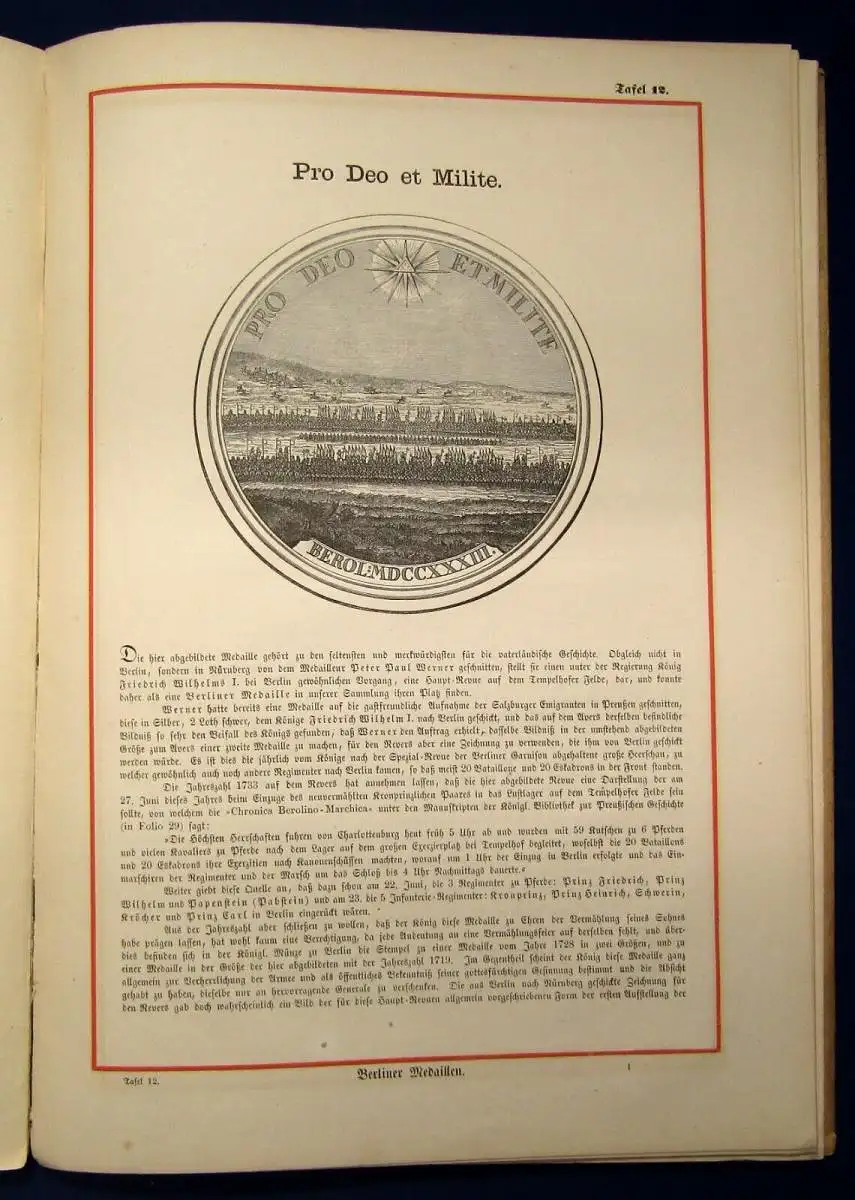 Tafel 12.
Pro Deo et Milite.
PRO DEO ET MILITE
BEROL: MDCCXXXIII.
Die hier abgebildete Medaille gehört zu den seltensten und merkwürdigsten für die vaterländische Geschichte. Obgleich nicht in
Berlin, sondern in Nürnberg von dem Medailleur Peter Paul Werner geschnitten, stellt sie einen unter der Regierung König
Friedrich Wilhelms I. bei Berlin gewöhnlichen Vorgang, eine Haupt-Revue auf dem Tempelhofer Felde, dar, und konnte
daher als eine Berliner Medaille in unserer Sammlung ihren Platz finden.
Werner hatte bereits eine Medaille auf die gastfreundliche Aufnahme der Salzburger Emigranten in Preußen geschnitten,
diese in Silber, 2 Loth schwer, dem Könige Friedrich Wilhelm I. nach Berlin geschickt, und das auf dem Avers derselben befindliche
Bildniß so sehr den Beifall des Königs gefunden, daß Werner den Auftrag erhielt, dasselbe Bildniß in der umstehend abgebildeten
Größe zum Avers einer zweite Medaille zu machen, für den Revers aber eine Zeichnung zu verwenden, die ihm von Berlin geschickt
werden würde. Es ist dies die jährlich vom Könige nach der Spezial-Revue der Berliner Garnison abgehaltene große Heerschau, zu
welcher gewöhnlich auch noch andere Regimenter nach Berlin kamen, so daß meist 20 Bataillone und 20 Eskadrons in der Front standen.
Die Jahreszahl 1733 auf dem Revers hat annehmen lassen, daß die hier abgebildete Revue eine Darstellung der am
27. Juni dieses Jahres beim Einzuge des neuvermählten Kronprinzlichen Paares in das Lustlager auf dem Tempelhofer Felde sein
sollte, von welchem die »Chronica Berolino-Marchica« unter den Manuskripten der Königl. Bibliothek zur Preußischen Geschichte
(in Folio 29) sagt:
»Die Höchsten Herrschaften fuhren von Charlottenburg heut früh 5 Uhr ab und wurden mit 59 Kutschen zu 6 Pferden
und vielen Kavaliers zu Pferde nach dem Lager auf dem großen Exerzierplatz bei Tempelhof begleitet, woselbst die 20 Bataillons
und 20 Eskadrons ihre Exerzitien nach Kanonenschüssen machten, worauf um 1 Uhr der Einzug in Berlin erfolgte und das Ein-
marschiren der Regimenter und der Marsch um das Schloß bis 4 Uhr Nachmittags dauerte.«
Weiter giebt diese Quelle an, daß dazu schon am 22. Juni, die 3 Regimenter zu Pferde: Prinz Friedrich, Prinz
Wilhelm und Papenstein (Pabstein) und am 23. die 5 Infanterie-Regimenter: Kronprinz, Prinz Heinrich, Schwerin,
Kröcher und Prinz Carl in Berlin eingerückt wären.
Aus der Jahreszahl aber schließen zu wollen, daß der König diese Medaille zu Ehren der Vermählung seines Sohnes
habe prägen lassen, hat wohl kaum eine Berechtigung, da jede Andeutung an eine Vermählungsfeier auf derselben fehlt, und über-
dies befinden sich in der Königl. Münze zu Berlin die Stempel zu einer Medaille vom Jahre 1728 in zwei Größen, und zu
einer Medaille in der Größe der hier abgebildeten mit der Jahreszahl 1719. Im Gegentheil scheint der König diese Medaille ganz
allgemein zur Verherrlichung der Armee und als öffentliches Bekenntniß seiner gottesfürchtigen Gesinnung bestimmt und die Absicht
gehabt zu haben, dieselbe nur an hervorragende Generale zu verschenken. Die aus Berlin nach Nürnberg geschickte Zeichnung für
den Revers gab doch wahrscheinlich ein Bild der für diese Haupt-Revuen allgemein vorgeschriebenen Form der ersten Aufstellung der
Tafel 12.
Berliner Medaillen.
1